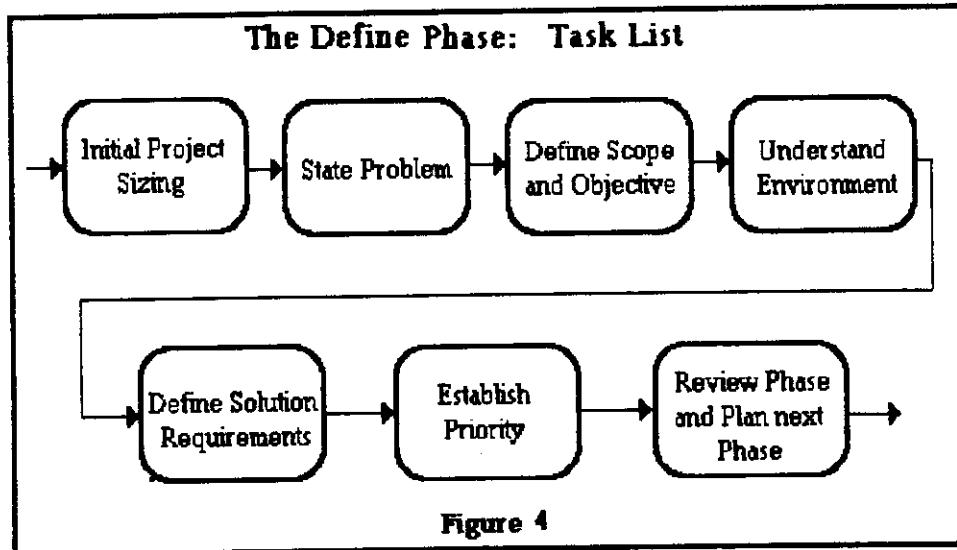 The Define Phase: Task List
Initial Project
Sizing
State Problem
Define Scope
and Objective
Understand
Environment
Define Solution
Requirements
Establish
Priority
Review Phase
and Plan next
Phase
Figure 4